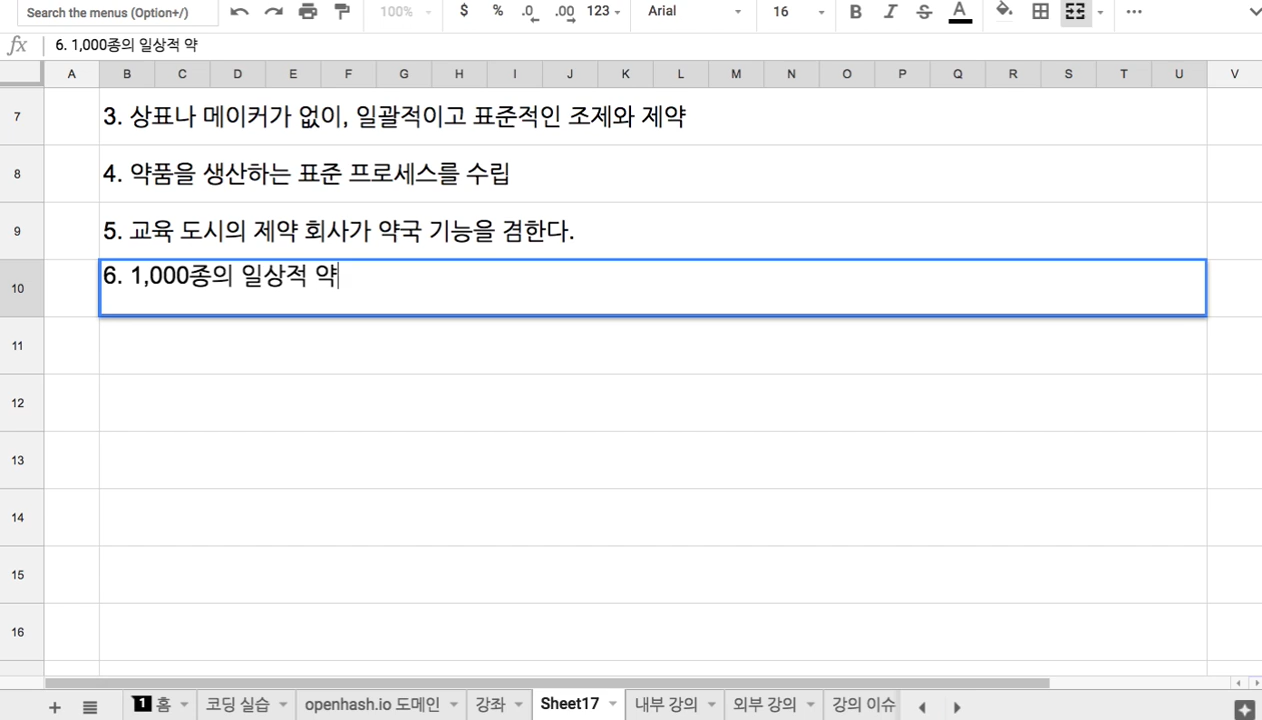 Search the menus (Option+/) 100% $ % .0 .00 123 Arial 16 B I S A ...
fx 6. 1,000종의 일상적 약
A B C D E F G H I J K L M N O P Q R S T U V
7 3. 상표나 메이커가 없이, 일괄적이고 표준적인 조제와 제약
8 4. 약품을 생산하는 표준 프로세스를 수립
9 5. 교육 도시의 제약 회사가 약국 기능을 겸한다.
10 6. 1,000종의 일상적 약
11
12
13
14
15
16
+ 1 홈 코딩 실습 openhash.io 도메인 강좌 Sheet17 내부 강의 외부 강의 강의 이슈